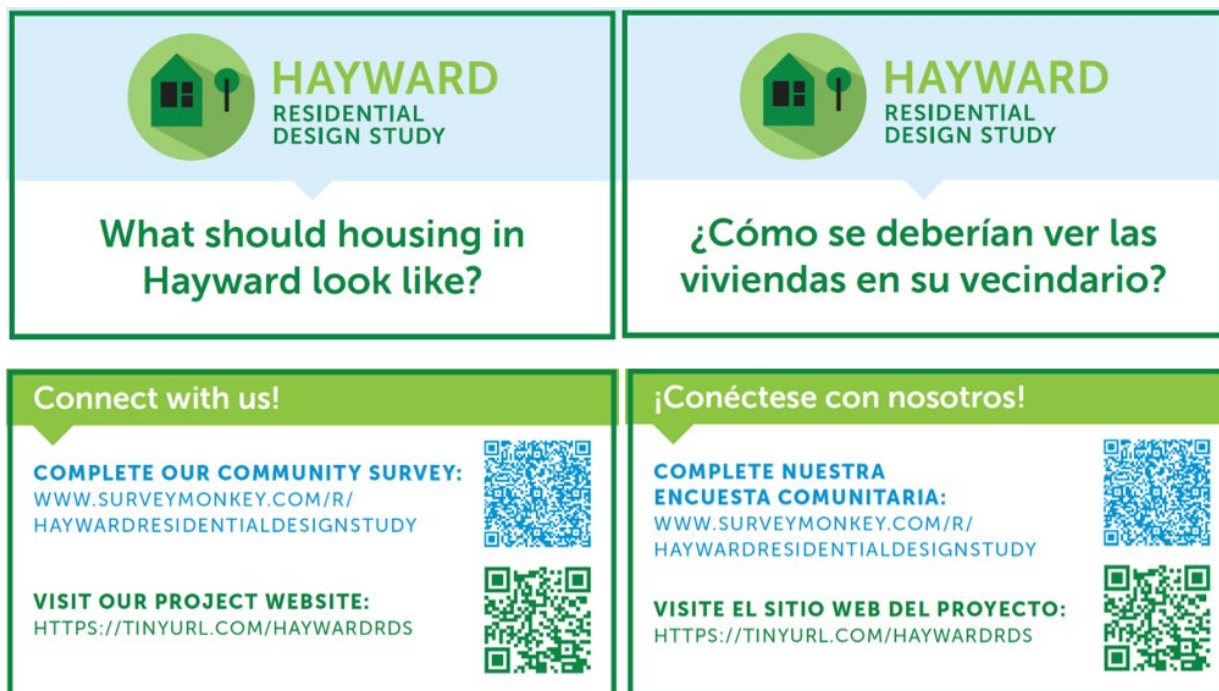 HAYWARD
RESIDENTIAL
DESIGN STUDY
What should housing in
Hayward look like?
HAYWARD
RESIDENTIAL
DESIGN STUDY
¿Cómo se deberían ver las
viviendas en su vecindario?
Connect with us!
COMPLETE OUR COMMUNITY SURVEY:
WWW.SURVEYMONKEY.COM/R/
HAYWARDRESIDENTIALDESIGNSTUDY
VISIT OUR PROJECT WEBSITE:
HTTPS://TINYURL.COM/HAYWARDRDS
¡Conéctese con nosotros!
COMPLETE NUESTRA
ENCUESTA COMUNITARIA:
WWW.SURVEYMONKEY.COM/R/
HAYWARDRESIDENTIALDESIGNSTUDY
VISITE EL SITIO WEB DEL PROYECTO:
HTTPS://TINYURL.COM/HAYWARDRDS